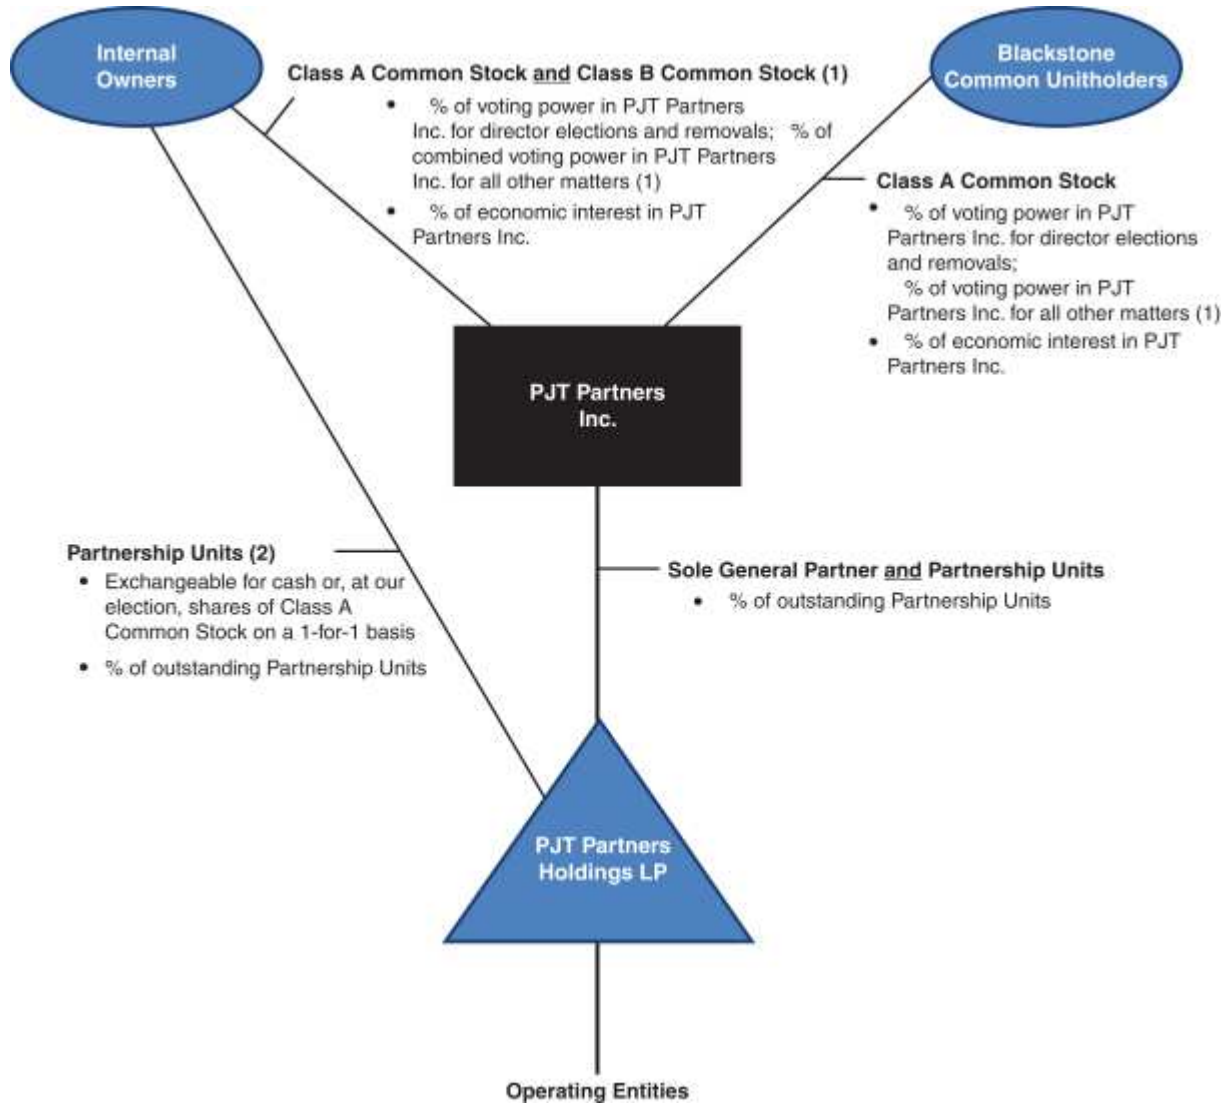 Internal
Owners
Blackstone
Common Unitholders
Class A Common Stock and Class B Common Stock (1)
• % of voting power in PJT Partners
Inc. for director elections and removals; % of
combined voting power in PJT Partners
Inc. for all other matters (1)
• % of economic interest in PJT
Partners Inc.
Class A Common Stock
• % of voting power in PJT
Partners Inc. for director elections
and removals;
% of voting power in PJT
Partners Inc. for all other matters (1)
• % of economic interest in PJT
Partners Inc.
PJT Partners
Inc.
Partnership Units (2)
• Exchangeable for cash or, at our
election, shares of Class A
Common Stock on a 1-for-1 basis
• % of outstanding Partnership Units
Sole General Partner and Partnership Units
• % of outstanding Partnership Units
PJT Partners
Holdings LP
Operating Entities